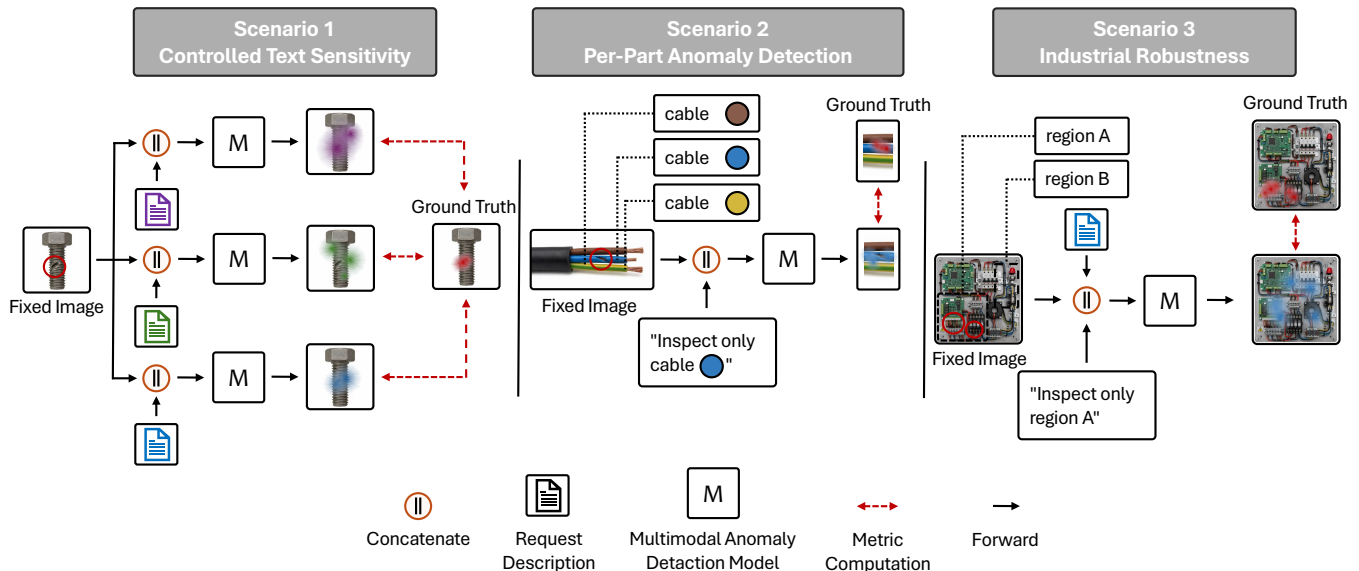 Scenario 1
Controlled Text Sensitivity
M
M
M
Fixed Image
Ground Truth
Scenario 2
Per-Part Anomaly Detection
cable
cable
cable
Ground Truth
Fixed Image
M
"Inspect only
cable "
Scenario 3
Industrial Robustness
region A
region B
Ground Truth
Fixed Image
M
"Inspect only
region A"
M
Concatenate
Request
Description
Multimodal Anomaly
Detection Model
Metric
Computation
Forward